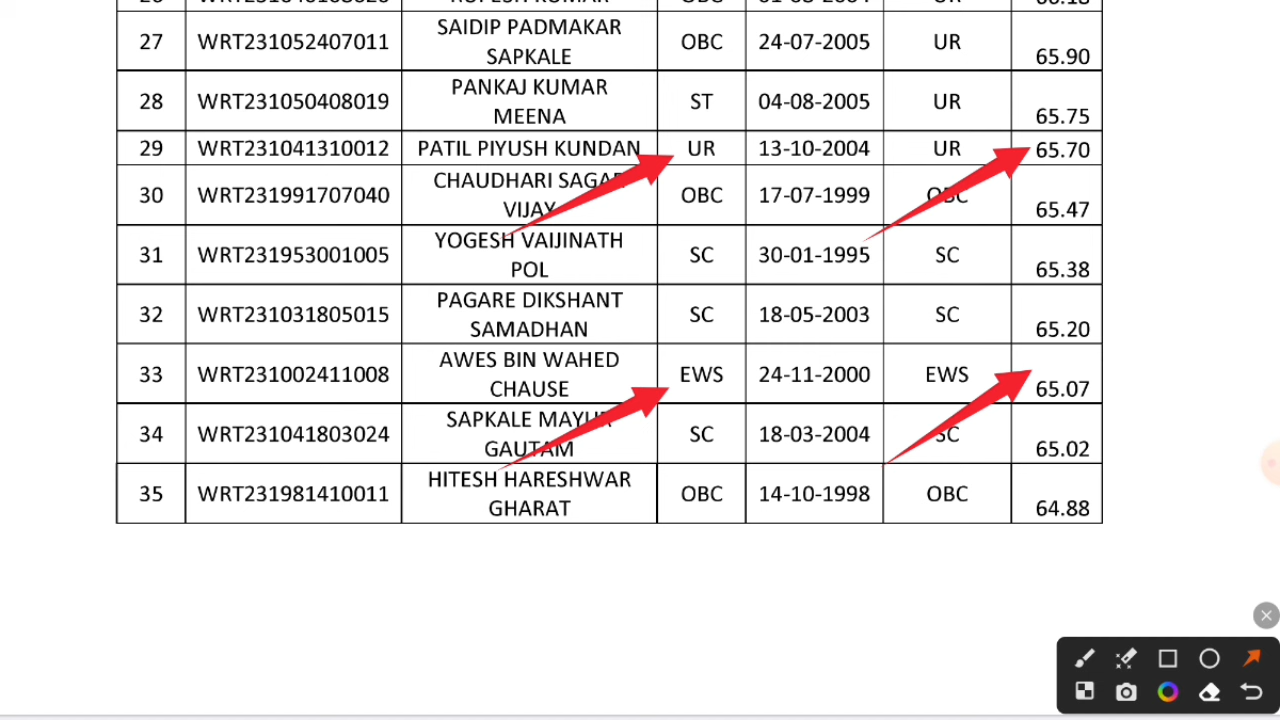 27 WRT231052407011 SAIDIP PADMAKAR SAPKALE OBC 24-07-2005 UR 65.90
28 WRT231050408019 PANKAJ KUMAR MEENA ST 04-08-2005 UR 65.75
29 WRT231041310012 PATIL PIYUSH KUNDAN UR 13-10-2004 UR 65.70
30 WRT231991707040 CHAUDHARI SAGAR VIJAY OBC 17-07-1999 OBC 65.47
31 WRT231953001005 YOGESH VAIJINATH POL SC 30-01-1995 SC 65.38
32 WRT231031805015 PAGARE DIKSHANT SAMADHAN SC 18-05-2003 SC 65.20
33 WRT231002411008 AWES BIN WAHED CHAUSE EWS 24-11-2000 EWS 65.07
34 WRT231041803024 SAPKALE MAYUR GAUTAM SC 18-03-2004 SC 65.02
35 WRT231981410011 HITESH HARESHWAR GHARAT OBC 14-10-1998 OBC 64.88